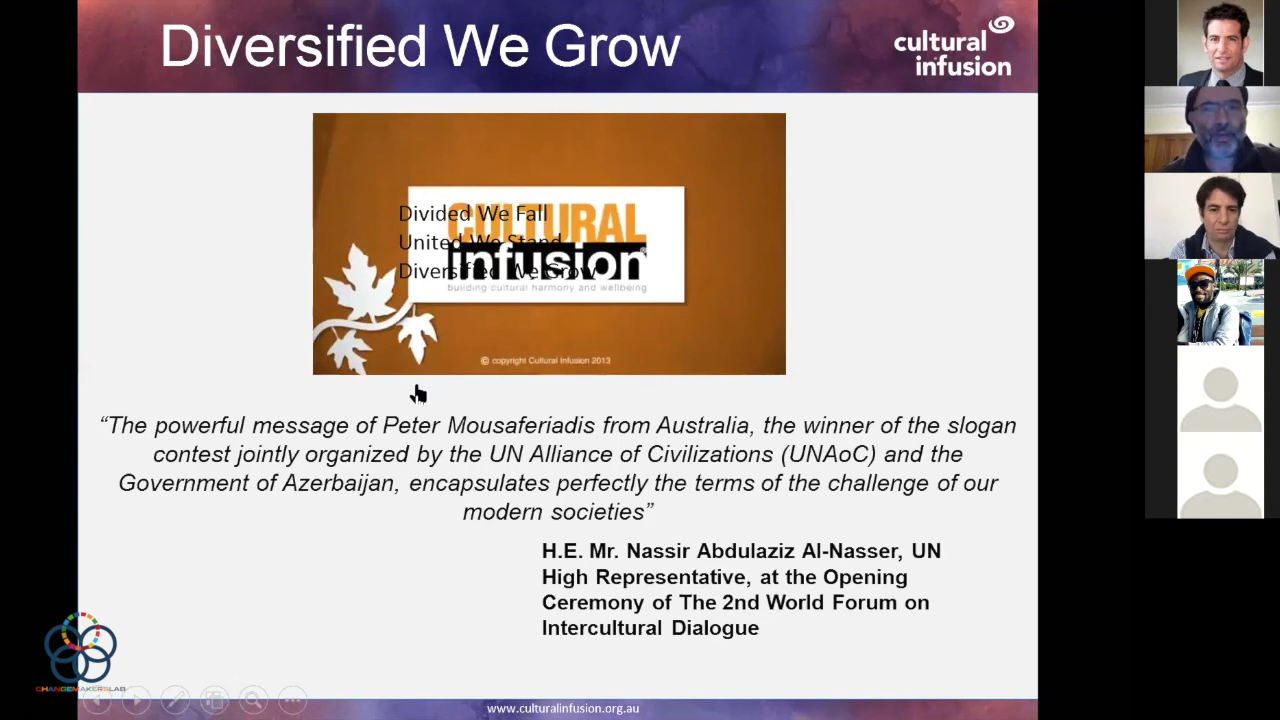 Diversified We Grow
cultural
infusion
CULTURAL
infusion®
building cultural harmony and wellbeing
Divided We Fall
United We Stand
Diversified We Grow
© copyright Cultural Infusion 2013
“The powerful message of Peter Mousaferiadis from Australia, the winner of the slogan
contest jointly organized by the UN Alliance of Civilizations (UNAoC) and the
Government of Azerbaijan, encapsulates perfectly the terms of the challenge of our
modern societies”
H.E. Mr. Nassir Abdulaziz Al-Nasser, UN
High Representative, at the Opening
Ceremony of The 2nd World Forum on
Intercultural Dialogue
CHANGEMAKERSLAB
www.culturalinfusion.org.au